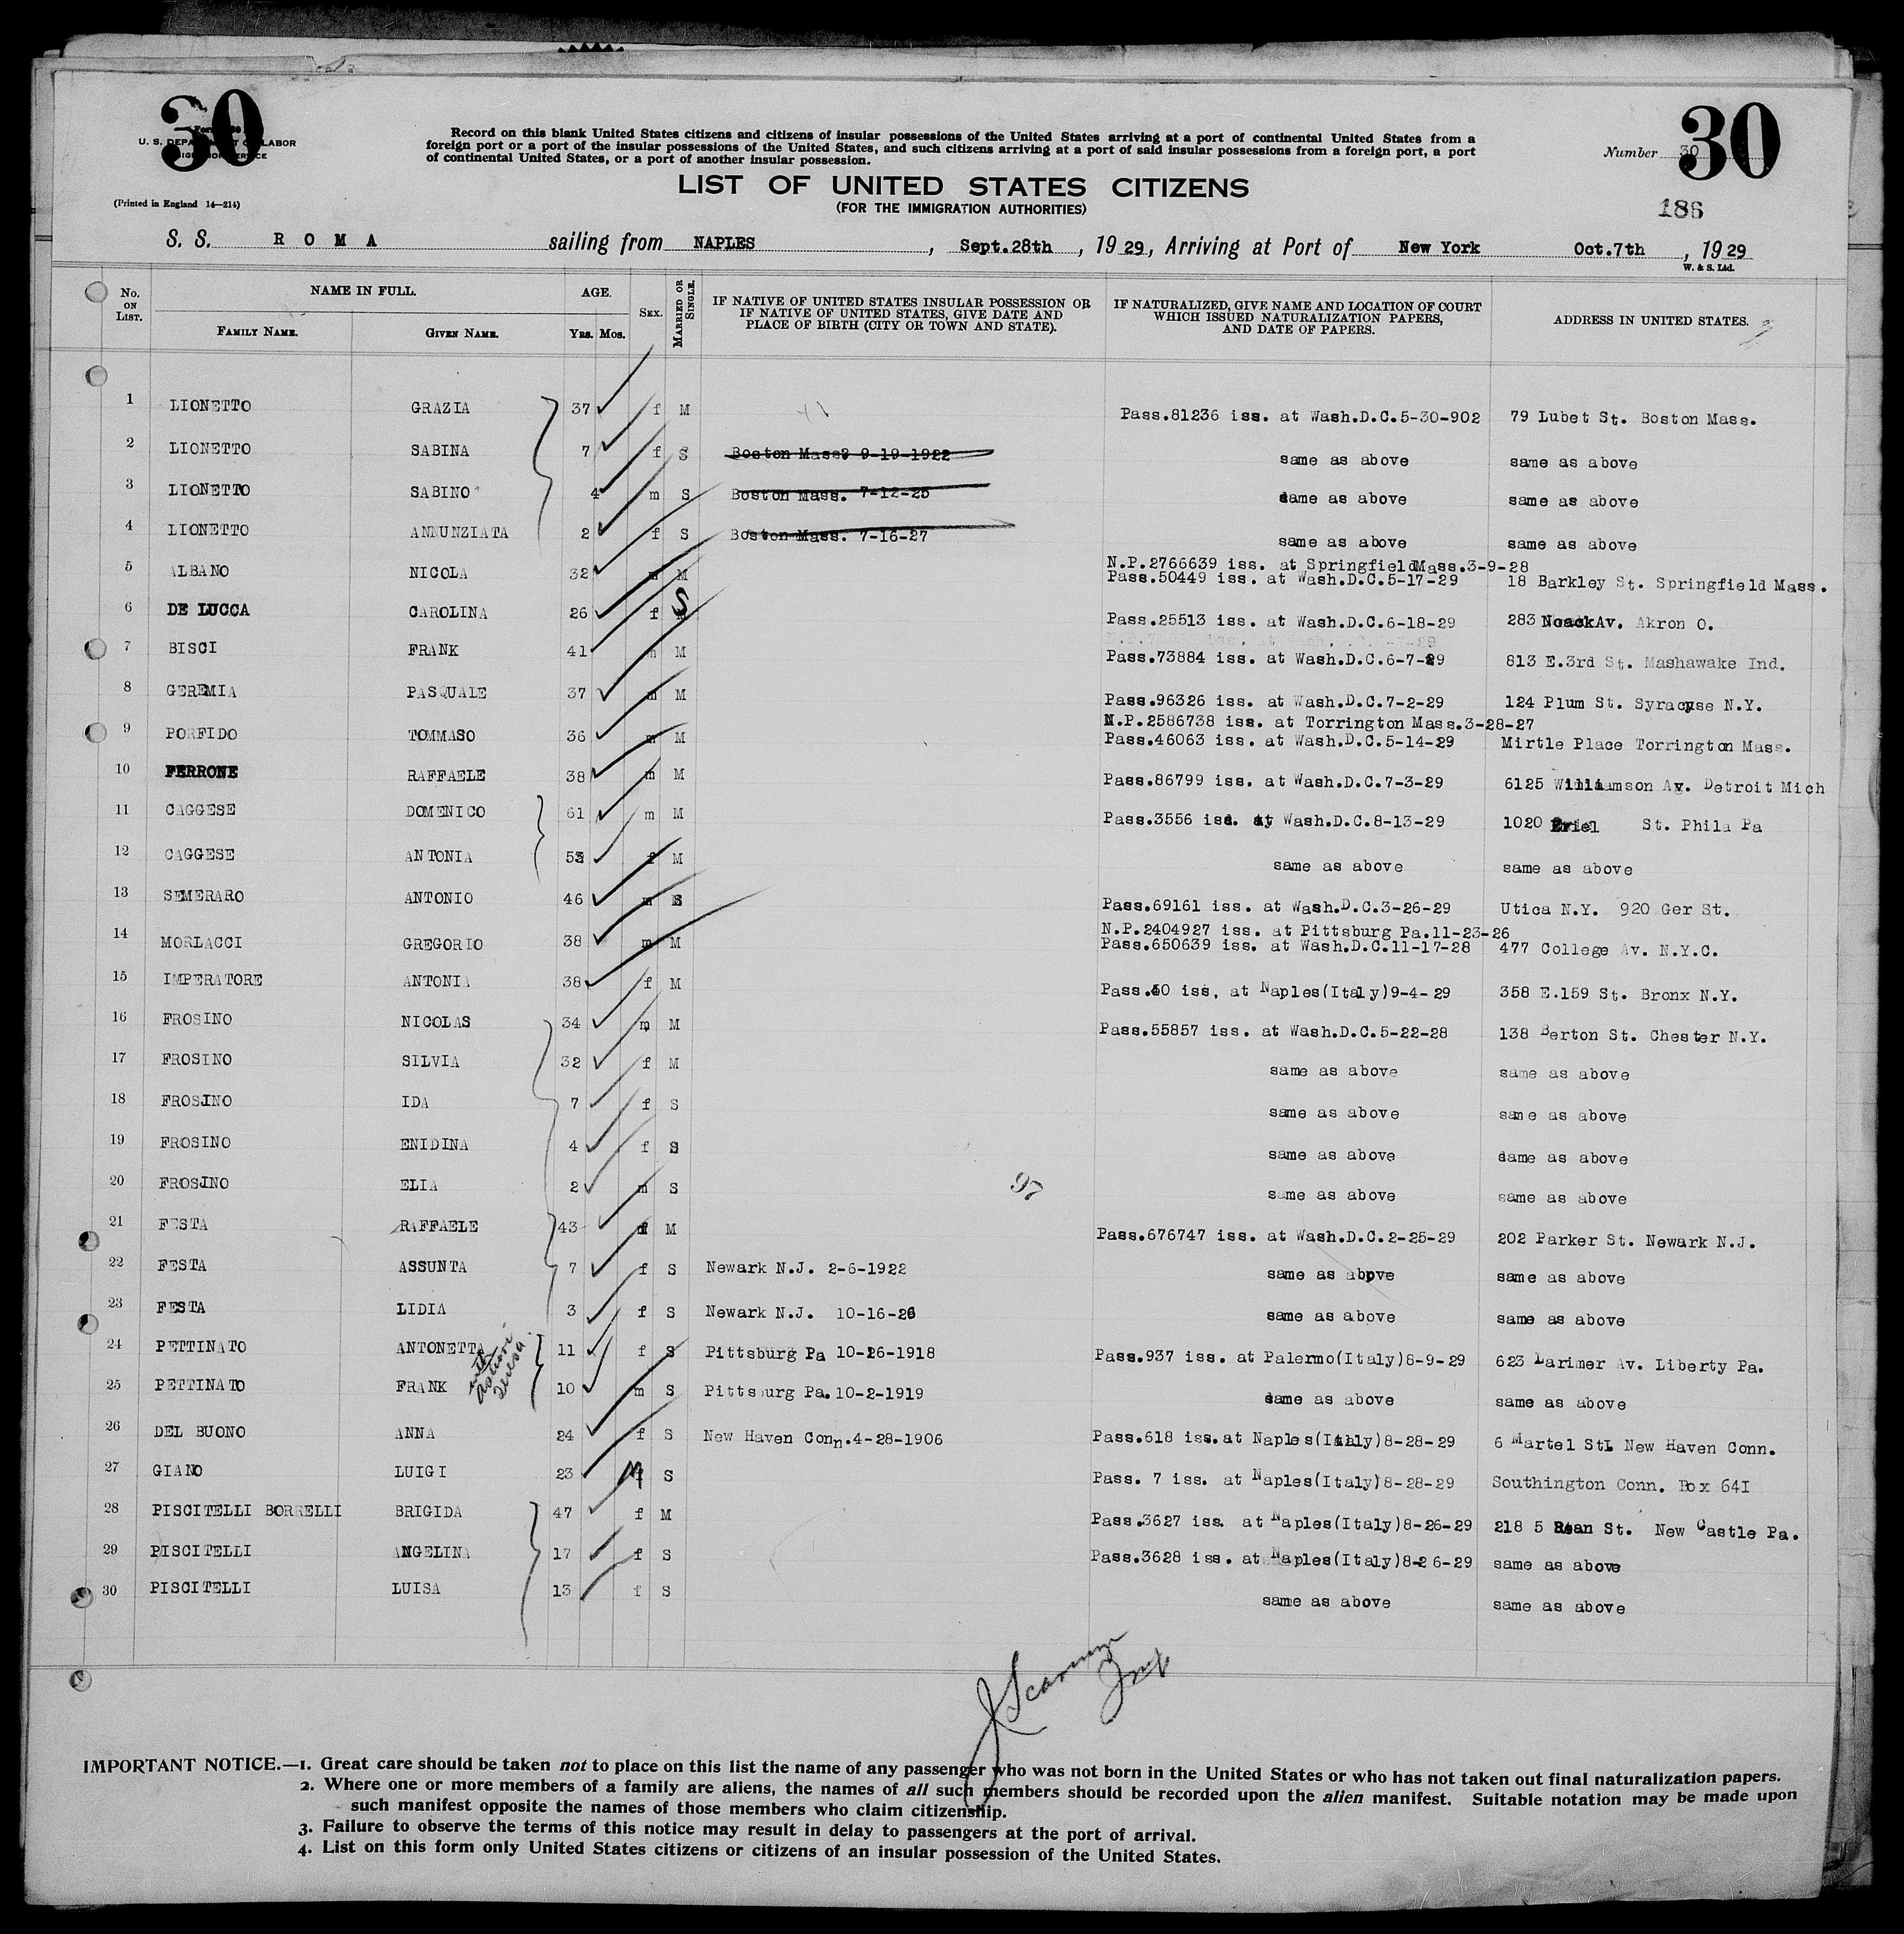 30
30
U. S. DEPARTMENT OF LABOR
IMMIGRATION SERVICE
Record on this blank United States citizens and citizens of insular possessions of the United States arriving at a port of continental United States from a
foreign port or a port of the insular possessions of the United States, and such citizens arriving at a port of said insular possessions from a foreign port, a port
of continental United States, or a port of another insular possession.
Number 30
LIST OF UNITED STATES CITIZENS
(FOR THE IMMIGRATION AUTHORITIES)
(Printed in England 14—214)
186
S. S. ROMA sailing from NAPLES, Sept.28th, 1929, Arriving at Port of New York Oct.7th, 1929
W. & S. Ltd.
No. ON LIST. NAME IN FULL. FAMILY NAME. GIVEN NAME. AGE. Yrs. Mos. SEX. MARRIED OR SINGLE. IF NATIVE OF UNITED STATES INSULAR POSSESSION OR IF NATIVE OF UNITED STATES, GIVE DATE AND PLACE OF BIRTH (CITY OR TOWN AND STATE). IF NATURALIZED, GIVE NAME AND LOCATION OF COURT WHICH ISSUED NATURALIZATION PAPERS, AND DATE OF PAPERS. ADDRESS IN UNITED STATES.
1 LIONETTO GRAZIA 37 f M Pass.81236 iss. at Wash.D.C.5-30-902 79 Lubet St. Boston Mass.
2 LIONETTO SABINA 7 f S Boston Mass? 9-19-1922 same as above same as above
3 LIONETTO SABINO 4 m S Boston Mass. 7-12-25 same as above same as above
4 LIONETTO ANNUNZIATA 2 f S Boston Mass. 7-16-27 same as above same as above
N.P.2766639 iss. at SpringfieldMass.3-9-28
5 ALBANO NICOLA 32 m M Pass.50449 iss. at Wash.D.C.5-17-29 18 Barkley St. Springfield Mass.
6 DE LUCCA CAROLINA 26 f S Pass.25513 iss. at Wash.D.C.6-18-29 283 Av. Akron O.
7 BISCI FRANK 41 m M Pass.73884 iss. at Wash.D.C.6-7-29 813 E.3rd St. Mashawake Ind.
8 GEREMIA PASQUALE 37 m M Pass.96326 iss. at Wash.D.C.7-2-29 124 Plum St. Syracuse N.Y.
N.P.2586738 iss. at Torrington Mass.3-28-27
9 PORFIDO TOMMASO 36 m M Pass.46063 iss. at Wash.D.C.5-14-29 Mirtle Place Torrington Mass.
10 FERRONE RAFFAELE 38 m M Pass.86799 iss. at Wash.D.C.7-3-29 6125 Williamson Av. Detroit Mich
11 CAGGESE DOMENICO 61 m M Pass.3556 iss. at Wash.D.C.8-13-29 1020 St. Phila Pa
12 CAGGESE ANTONIA f M same as above same as above
13 SEMERARO ANTONIO 46 m S Pass.69161 iss. at Wash.D.C.3-26-29 Utica N.Y. 920 Ger St.
N.P.2404927 iss. at Pittsburg Pa.11-23-26
14 MORLACCI GREGORIO 38 m M Pass.650639 iss. at Wash.D.C.11-17-28 477 College Av. N.Y.C.
15 IMPERATORE ANTONIA 38 f M Pass.40 iss, at Naples(Italy)9-4-29 358 E.159 St. Bronx N.Y.
16 FROSINO NICOLAS 34 m M Pass.55857 iss. at Wash.D.C.5-22-28 138 Berton St. Chester N.Y.
17 FROSINO SILVIA 32 f M same as above same as above
18 FROSINO IDA 7 f S same as above same as above
19 FROSINO ENIDINA 4 f S same as above same as above
20 FROSINO ELIA 2 m S 97 same as above same as above
21 FESTA RAFFAELE 43 M Pass.676747 iss. at Wash.D.C.2-25-29 202 Parker St. Newark N.J.
22 FESTA ASSUNTA 7 f S Newark N.J. 2-6-1922 same as above same as above
23 FESTA LIDIA 3 f S Newark N.J. 10-16-26 same as above same as above
24 PETTINATO ANTONETTA 11 f S Pittsburg Pa 10-26-1918 Pass.937 iss. at Palermo(Italy)8-9-29 623 Larimer Av. Liberty Pa.
25 PETTINATO FRANK 10 m S Pittsburg Pa. 10-2-1919 same as above same as above
26 DEL BUONO ANNA 24 f S New Haven Conn.4-28-1906 Pass.618 iss.at Naples(Italy)8-28-29 6 Martel St. New Haven Conn.
27 GIANO LUIGI 23 M S Pass. 7 iss. at Naples(Italy)8-28-29 Southington Conn. Box 641
28 PISCITELLI BORRELLI BRIGIDA 47 f M Pass.3627 iss. at Naples(Italy)8-26-29 218 5 St. New Castle Pa.
29 PISCITELLI ANGELINA 17 f S Pass.3628 iss. at Naples(Italy)8-26-29 same as above
30 PISCITELLI LUISA 13 f S same as above same as above
IMPORTANT NOTICE.—1. Great care should be taken not to place on this list the name of any passenger who was not born in the United States or who has not taken out final naturalization papers.
2. Where one or more members of a family are aliens, the names of all such members should be recorded upon the alien manifest. Suitable notation may be made upon
such manifest opposite the names of those members who claim citizenship.
3. Failure to observe the terms of this notice may result in delay to passengers at the port of arrival.
4. List on this form only United States citizens or citizens of an insular possession of the United States.